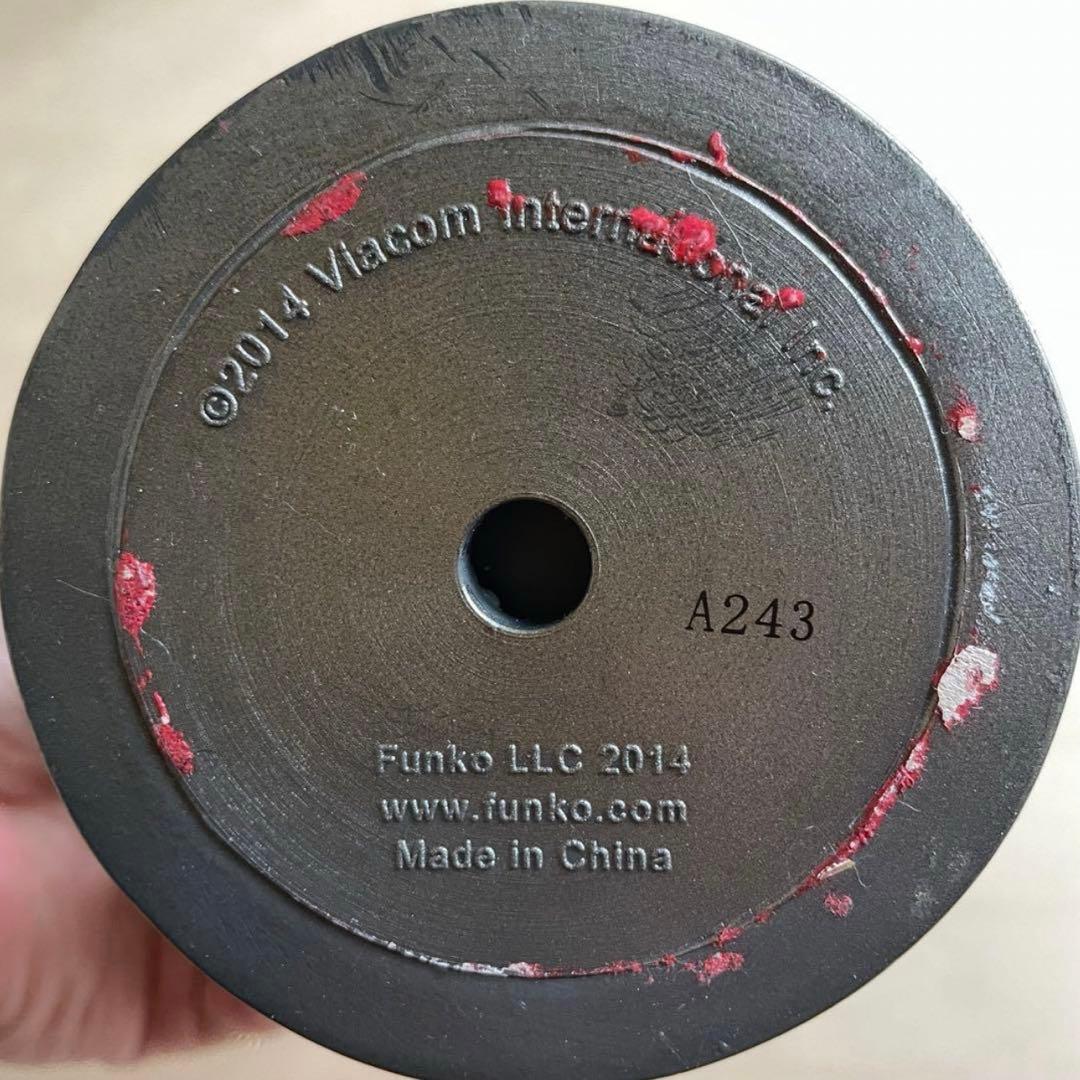 ©2014 Viacom International Inc.
A243
Funko LLC 2014
www.funko.com
Made in China